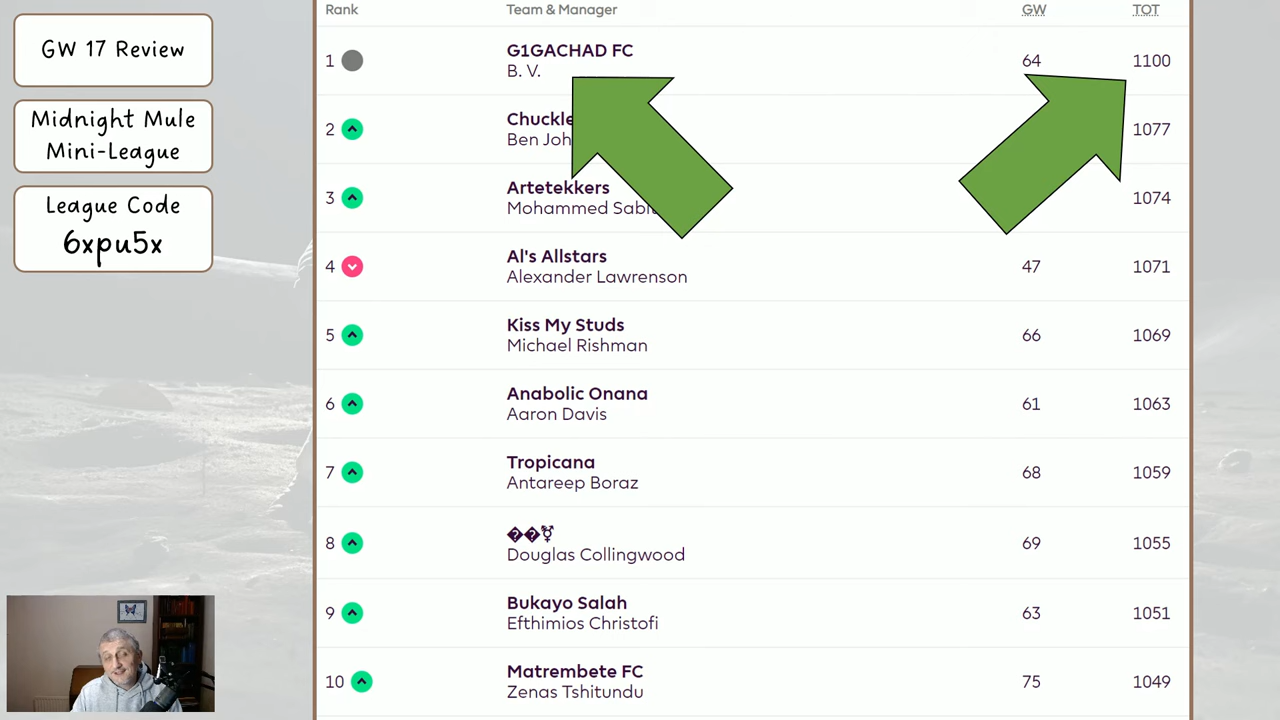 GW 17 Review
Midnight Mule
Mini-League
League Code
6xpu5x
Rank Team & Manager GW TOT
1 G1GACHAD FC 64 1100
B. V.
2 1077
Ben
3 Artetekkers 1074
Mohammed
4 Al's Allstars 47 1071
Alexander Lawrenson
5 Kiss My Studs 66 1069
Michael Rishman
6 Anabolic Onana 61 1063
Aaron Davis
7 Tropicana 68 1059
Antareep Boraz
8 ��⚧ 69 1055
Douglas Collingwood
9 Bukayo Salah 63 1051
Efthimios Christofi
10 Matrembete FC 75 1049
Zenas Tshitundu